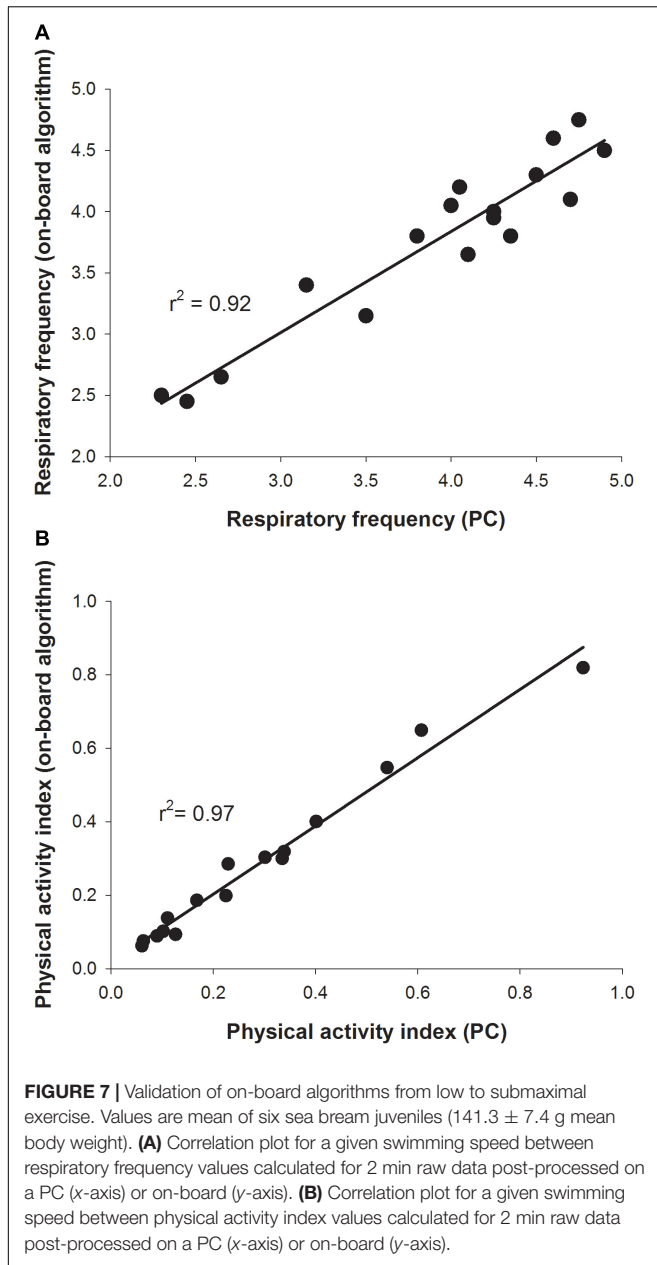 A
Respiratory frequency (on-board algorithm)
5.0
4.5
4.0
3.5
3.0
2.5
2.0
r² = 0.92
2.0 2.5 3.0 3.5 4.0 4.5 5.0
Respiratory frequency (PC)
B
Physical activity index (on-board algorithm)
1.0
0.8
0.6
0.4
0.2
0.0
r²= 0.97
0.0 0.2 0.4 0.6 0.8 1.0
Physical activity index (PC)
FIGURE 7 | Validation of on-board algorithms from low to submaximal
exercise. Values are mean of six sea bream juveniles (141.3 ± 7.4 g mean
body weight). (A) Correlation plot for a given swimming speed between
respiratory frequency values calculated for 2 min raw data post-processed on
a PC (x-axis) or on-board (y-axis). (B) Correlation plot for a given swimming
speed between physical activity index values calculated for 2 min raw data
post-processed on a PC (x-axis) or on-board (y-axis).